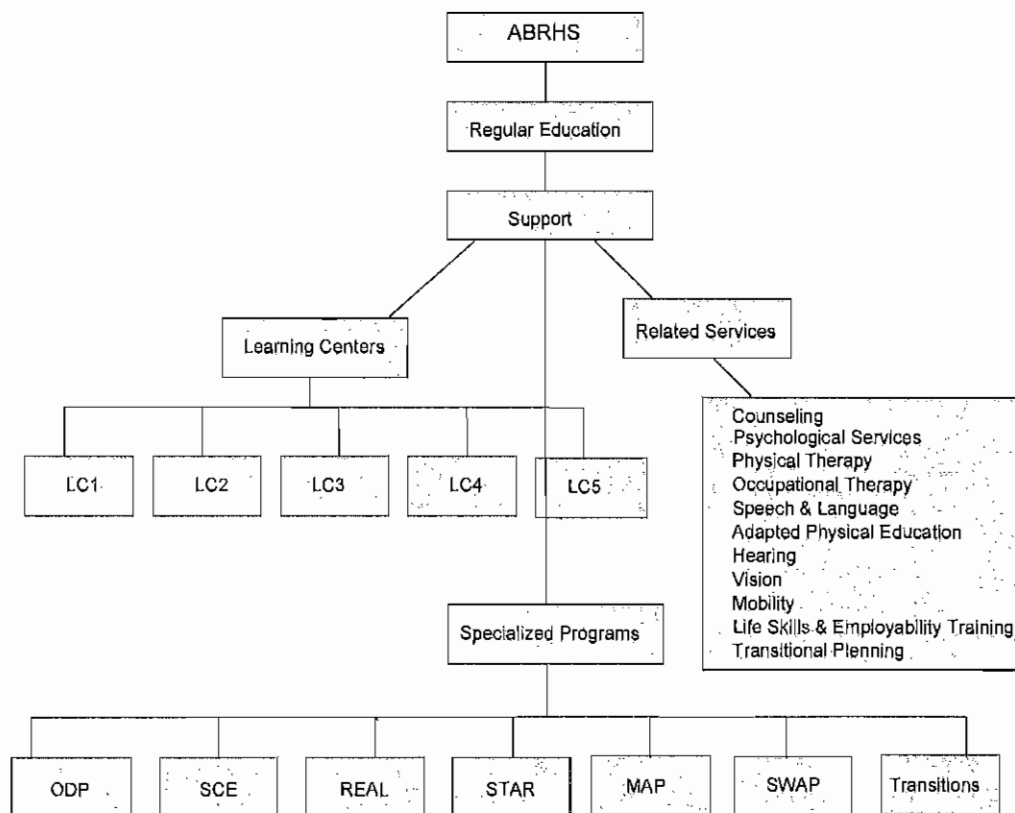 ABRHS
Regular Education
Support
Related Services
Learning Centers
Counseling
Psychological Services
Physical Therapy
Occupational Therapy
Speech & Language
Adapted Physical Education
Hearing
Vision
Mobility
Life Skills & Employability Training
Transitional Plenning
LC1 LC2 LC3 LC4 LC5
Specialized Programs
ODP SCE REAL STAR MAP SWAP Transitions